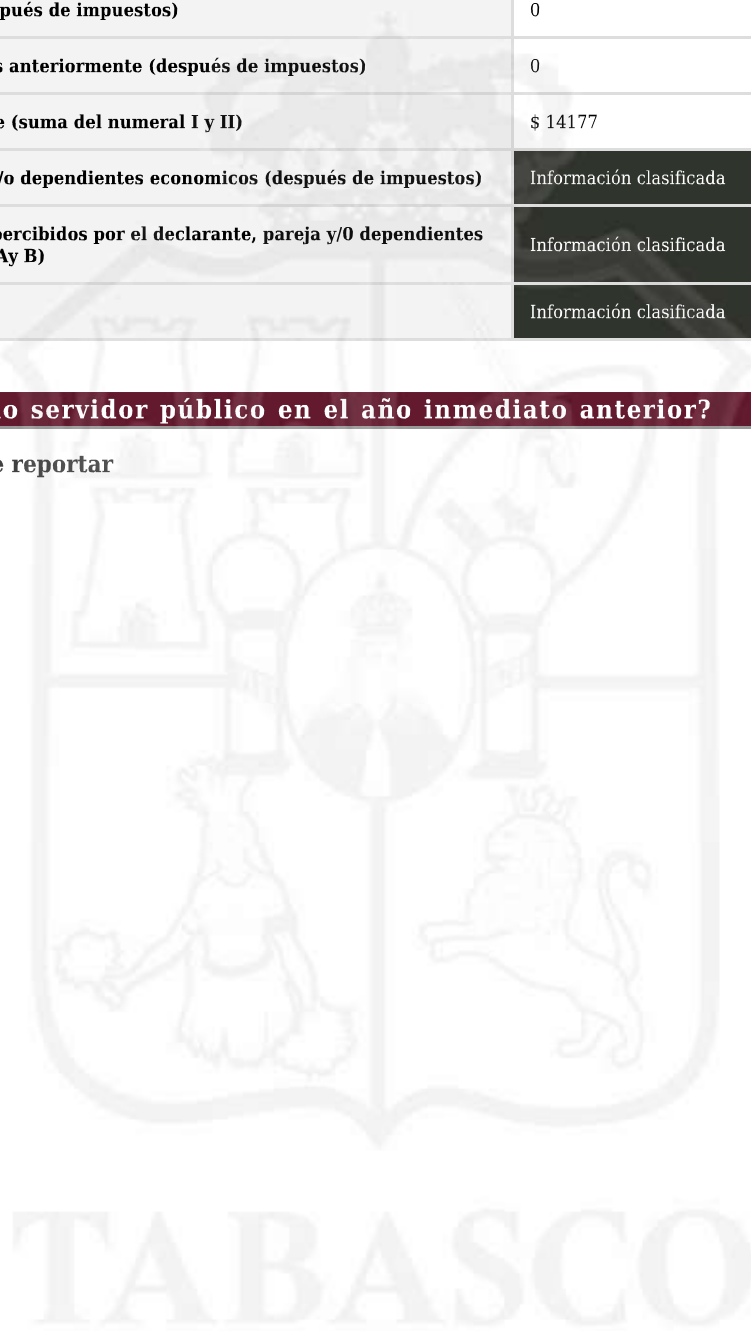 pués de impuestos)
0
s anteriormente (después de impuestos)
0
e (suma del numeral I y II)
$ 14177
/o dependientes economicos (después de impuestos)
Información clasificada
percibidos por el declarante, pareja y/0 dependientes
Ay B)
Información clasificada
Información clasificada
o servidor público en el año inmediato anterior?
e reportar
TABASCO